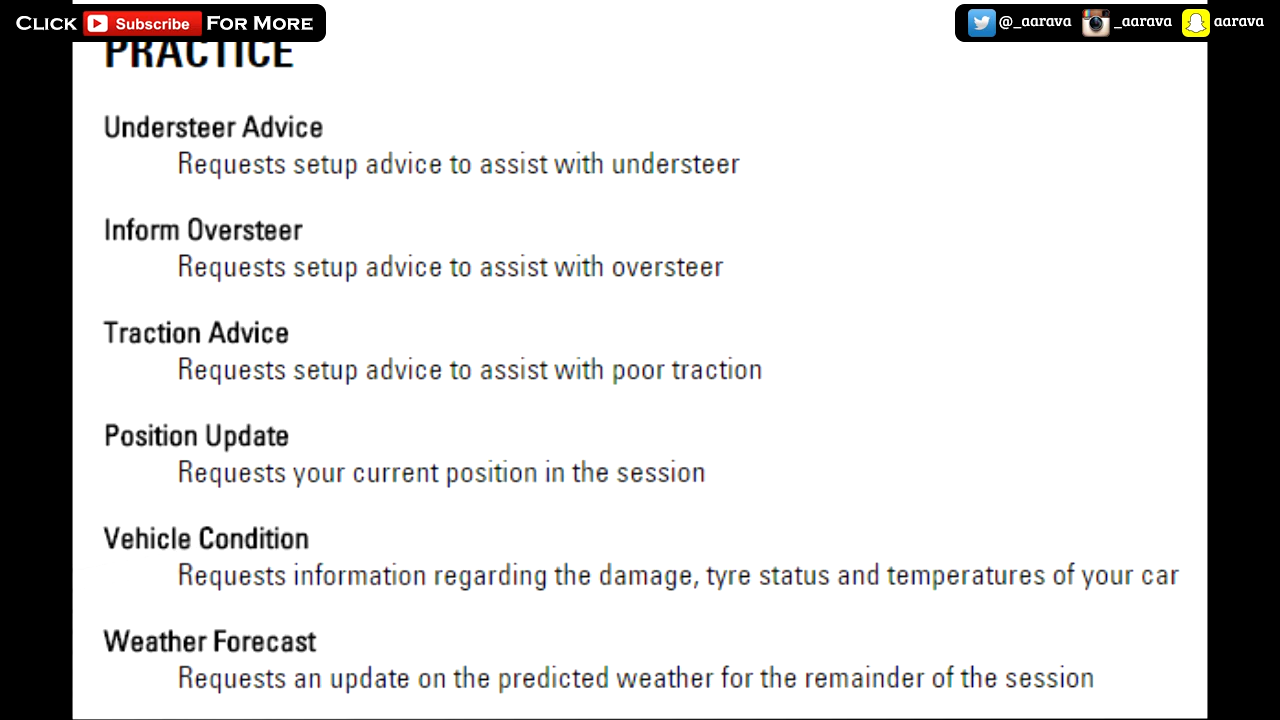 Click Subscribe For More
@_aarava _aarava aarava
PRACTICE
Understeer Advice
Requests setup advice to assist with understeer
Inform Oversteer
Requests setup advice to assist with oversteer
Traction Advice
Requests setup advice to assist with poor traction
Position Update
Requests your current position in the session
Vehicle Condition
Requests information regarding the damage, tyre status and temperatures of your car
Weather Forecast
Requests an update on the predicted weather for the remainder of the session